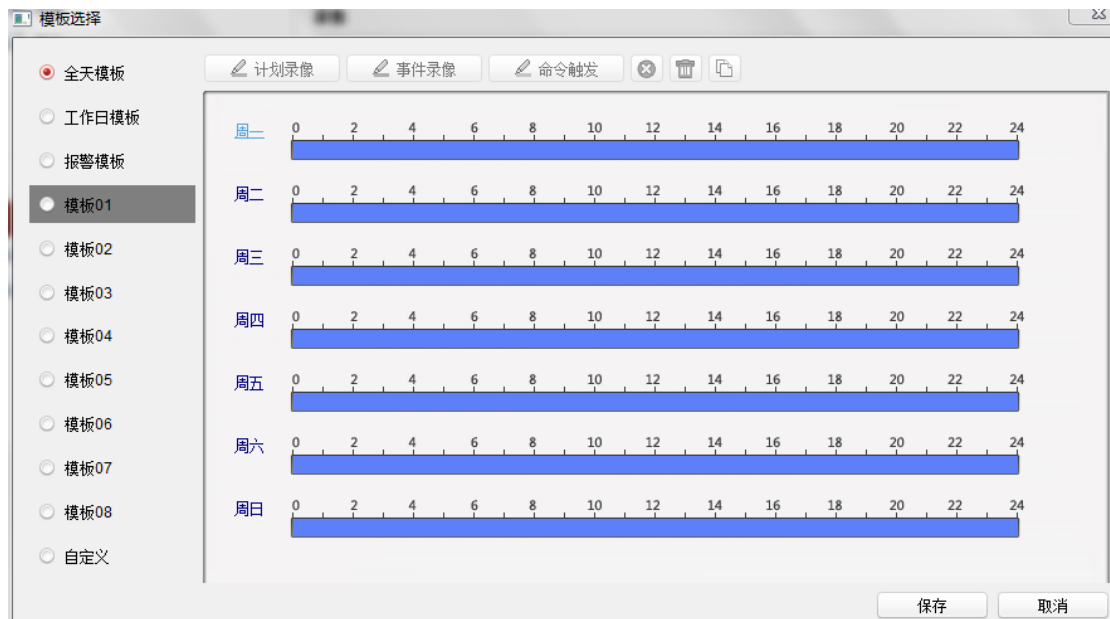 模板选择
全天模板
工作日模板
报警模板
模板01
模板02
模板03
模板04
模板05
模板06
模板07
模板08
自定义
计划录像 事件录像 命令触发
周一 0 2 4 6 8 10 12 14 16 18 20 22 24
周二 0 2 4 6 8 10 12 14 16 18 20 22 24
周三 0 2 4 6 8 10 12 14 16 18 20 22 24
周四 0 2 4 6 8 10 12 14 16 18 20 22 24
周五 0 2 4 6 8 10 12 14 16 18 20 22 24
周六 0 2 4 6 8 10 12 14 16 18 20 22 24
周日 0 2 4 6 8 10 12 14 16 18 20 22 24
保存 取消